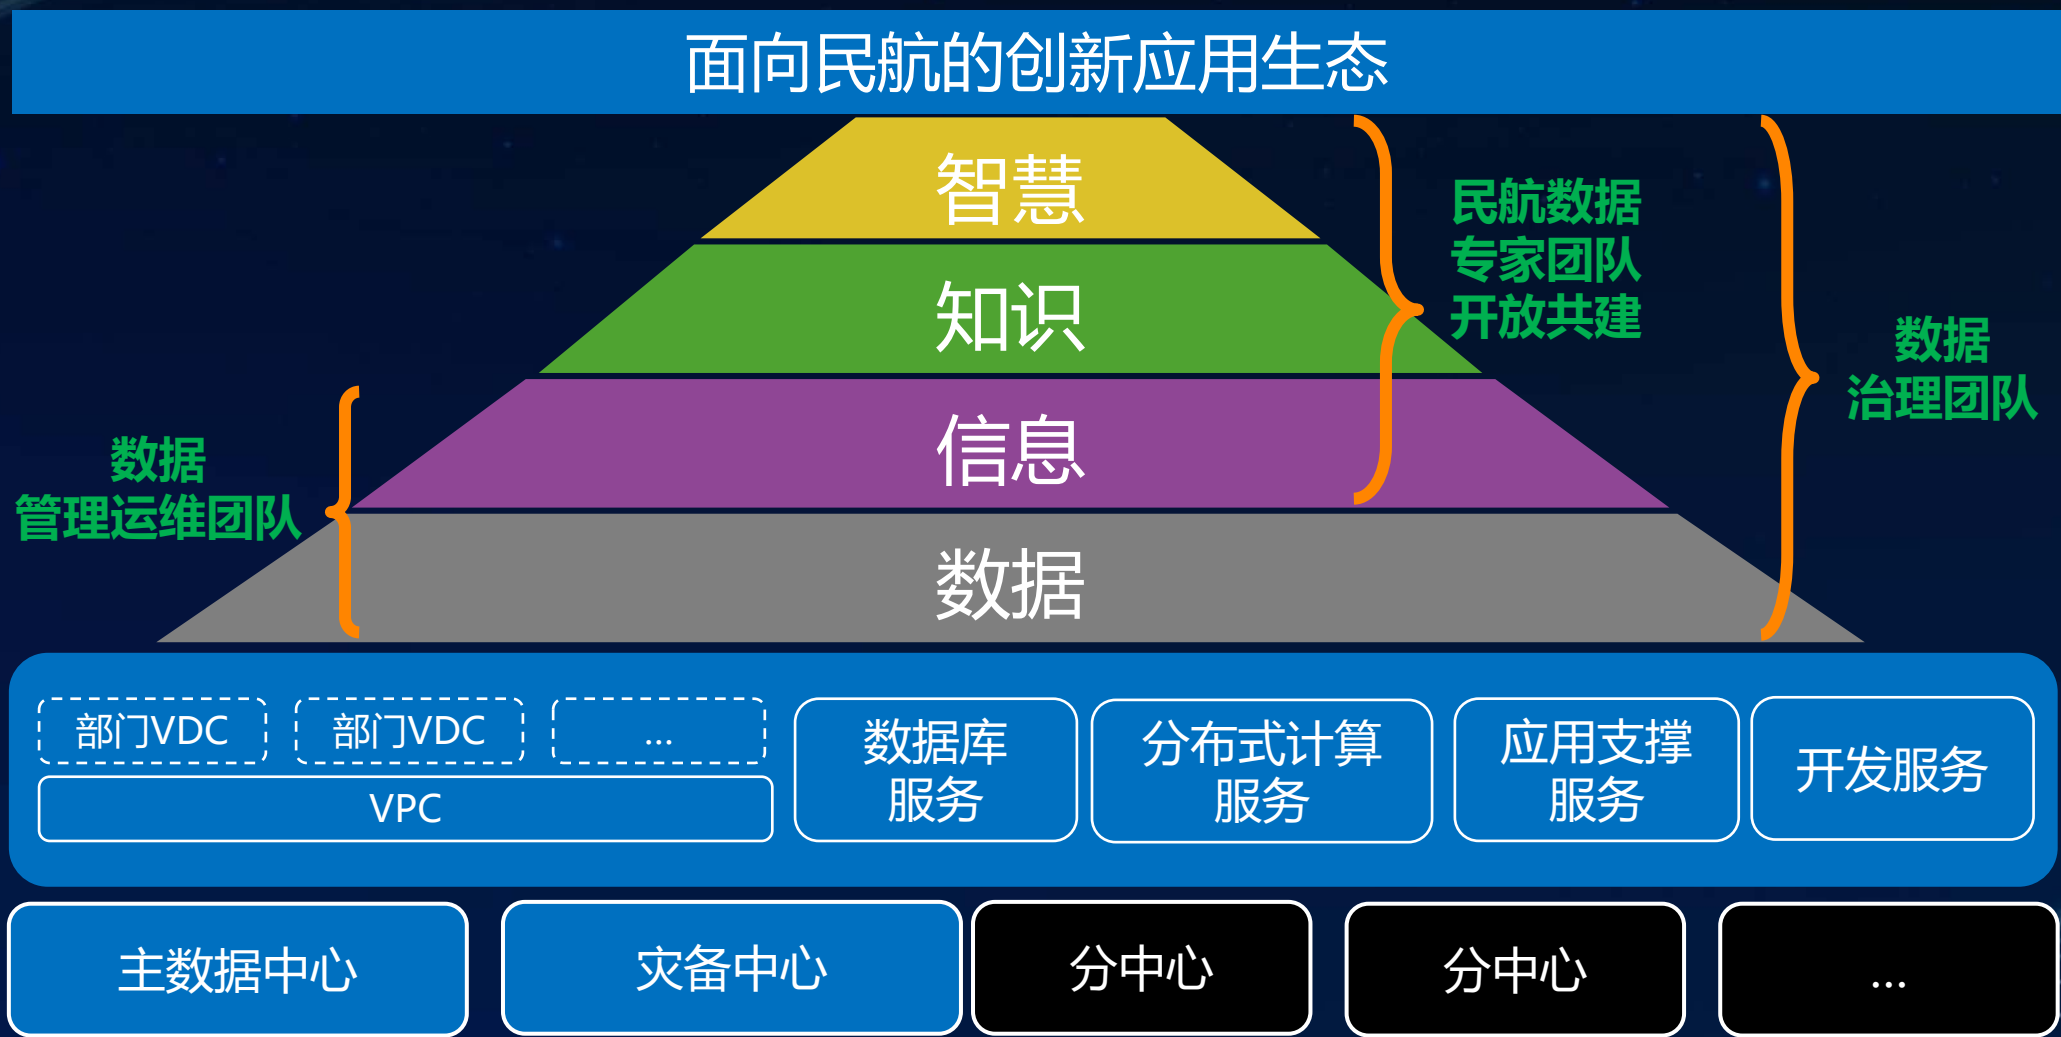 面向民航的创新应用生态
智慧
民航数据
专家团队
开放共建
知识
数据
治理团队
信息
数据
管理运维团队
数据
部门VDC
部门VDC
...
VPC
数据库
服务
分布式计算
服务
应用支撑
服务
开发服务
主数据中心
灾备中心
分中心
分中心
...